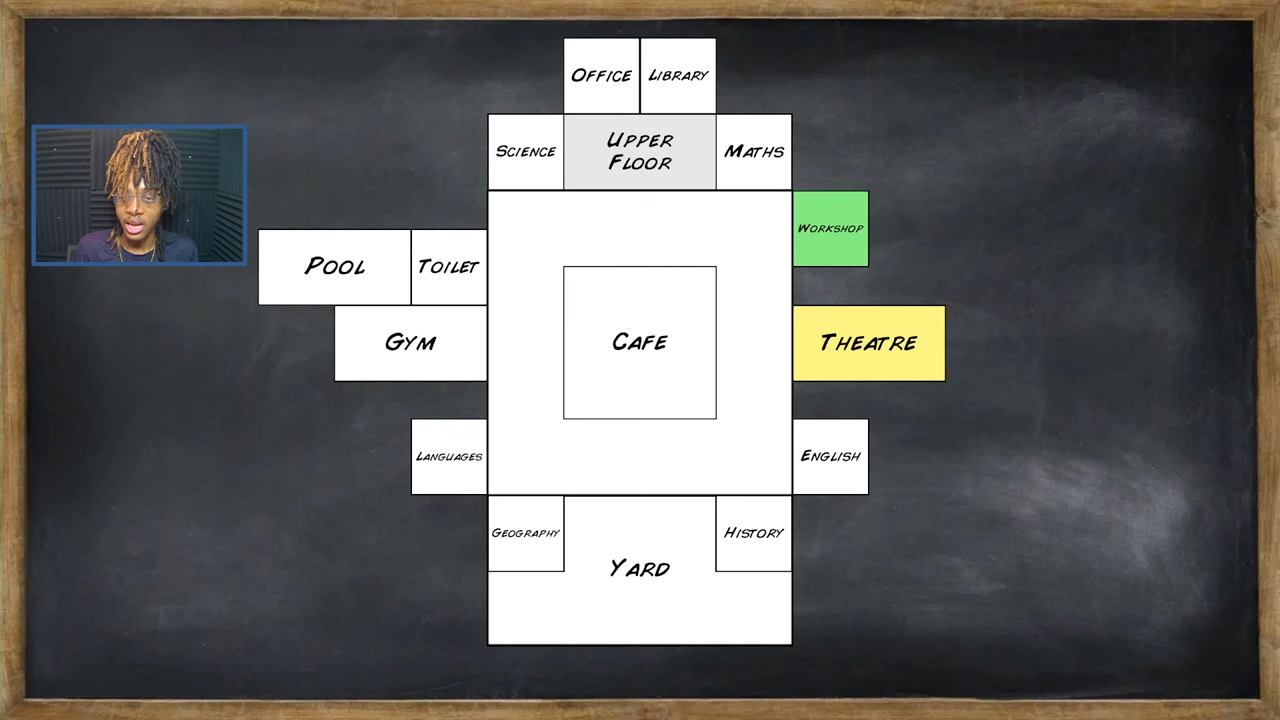 OFFICE
LIBRARY
SCIENCE
UPPER
FLOOR
MATHS
WORKSHOP
POOL
TOILET
GYM
CAFE
THEATRE
LANGUAGES
ENGLISH
GEOGRAPHY
HISTORY
YARD